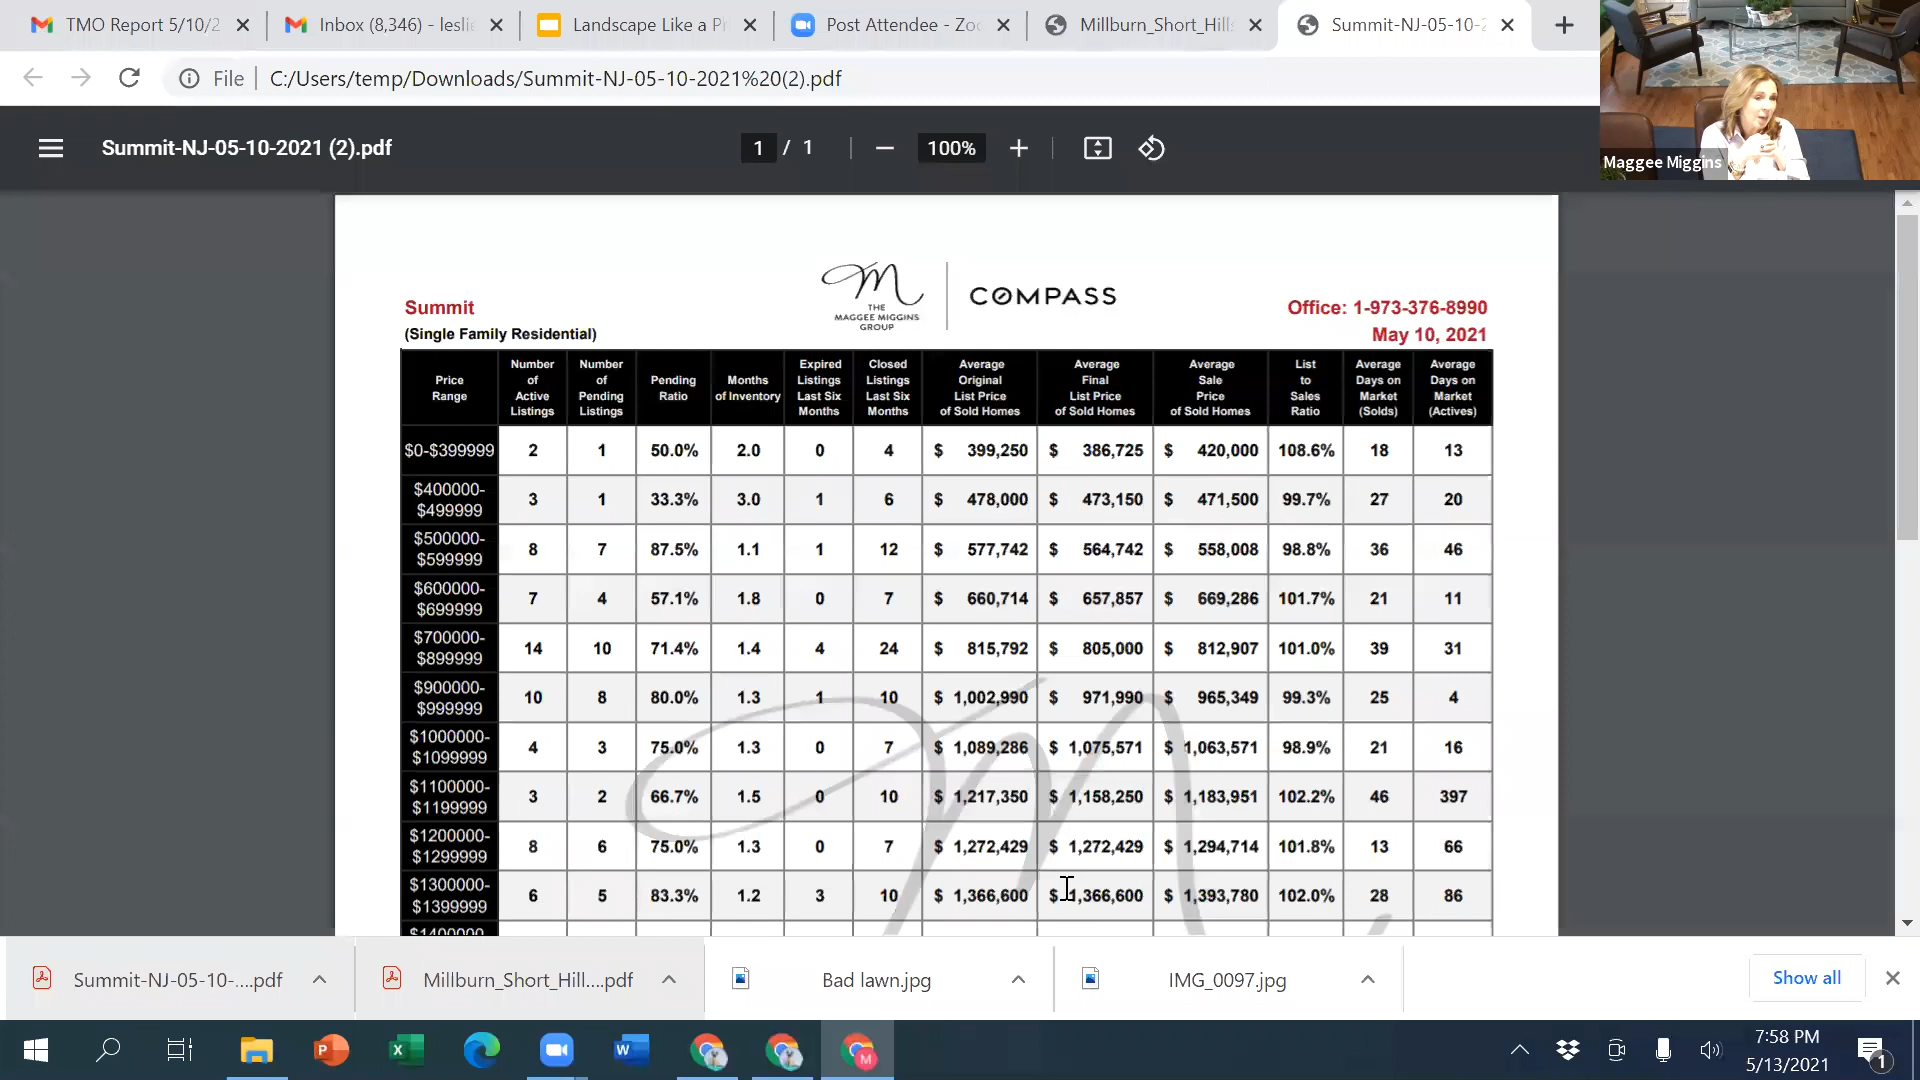 TMO Report 5/10/2
Inbox (8,346) - lesli
Landscape Like a P
Post Attendee - Zo
Millburn_Short_Hill
Summit-NJ-05-10-2
File C:/Users/temp/Downloads/Summit-NJ-05-10-2021%20(2).pdf
Maggee Miggins
Summit-NJ-05-10-2021 (2).pdf
1 / 1
100%
M
THE
MAGGEE MIGGINS
GROUP
COMPASS
Summit
Office: 1-973-376-8990
(Single Family Residential)
May 10, 2021
Price Range Number of Active Listings Number of Pending Listings Pending Ratio Months of Inventory Expired Listings Last Six Months Closed Listings Last Six Months Average Original List Price of Sold Homes Average Final List Price of Sold Homes Average Sale Price of Sold Homes List to Sales Ratio Average Days on Market (Solds) Average Days on Market (Actives)
$0-$399999 2 1 50.0% 2.0 0 4 $ 399,250 $ 386,725 $ 420,000 108.6% 18 13
$400000-$499999 3 1 33.3% 3.0 1 6 $ 478,000 $ 473,150 $ 471,500 99.7% 27 20
$500000-$599999 8 7 87.5% 1.1 1 12 $ 577,742 $ 564,742 $ 558,008 98.8% 36 46
$600000-$699999 7 4 57.1% 1.8 0 7 $ 660,714 $ 657,857 $ 669,286 101.7% 21 11
$700000-$899999 14 10 71.4% 1.4 4 24 $ 815,792 $ 805,000 $ 812,907 101.0% 39 31
$900000-$999999 10 8 80.0% 1.3 1 10 $ 1,002,990 $ 971,990 $ 965,349 99.3% 25 4
$1000000-$1099999 4 3 75.0% 1.3 0 7 $ 1,089,286 $ 1,075,571 $ 1,063,571 98.9% 21 16
$1100000-$1199999 3 2 66.7% 1.5 0 10 $ 1,217,350 $ 1,158,250 $ 1,183,951 102.2% 46 397
$1200000-$1299999 8 6 75.0% 1.3 0 7 $ 1,272,429 $ 1,272,429 $ 1,294,714 101.8% 13 66
$1300000-$1399999 6 5 83.3% 1.2 3 10 $ 1,366,600 $ 1,366,600 $ 1,393,780 102.0% 28 86
$1400000-
Summit-NJ-05-10-....pdf
Millburn_Short_Hill....pdf
Bad lawn.jpg
IMG_0097.jpg
Show all
7:58 PM
5/13/2021
1